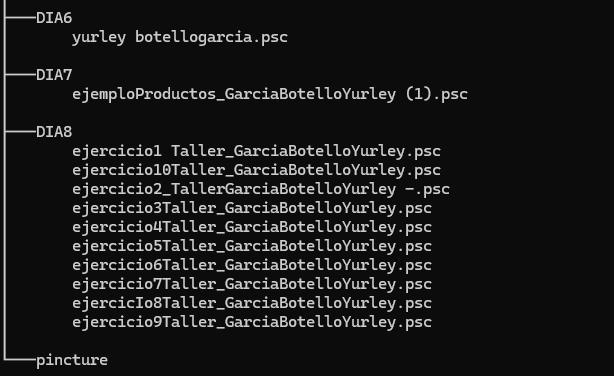 DIA6
yurley botellogarcia.psc
DIA7
ejemploProductos_GarciaBotelloYurley (1).psc
DIA8
ejercicio1 Taller_GarciaBotelloYurley.psc
ejercicio10Taller_GarciaBotelloYurley.psc
ejercicio2_TallerGarciaBotelloYurley -.psc
ejercicio3Taller_GarciaBotelloYurley.psc
ejercicio4Taller_GarciaBotelloYurley.psc
ejercicio5Taller_GarciaBotelloYurley.psc
ejercicio6Taller_GarciaBotelloYurley.psc
ejercicio7Taller_GarciaBotelloYurley.psc
ejercicIo8Taller_GarciaBotelloYurley.psc
ejercicio9Taller_GarciaBotelloYurley.psc
pincture